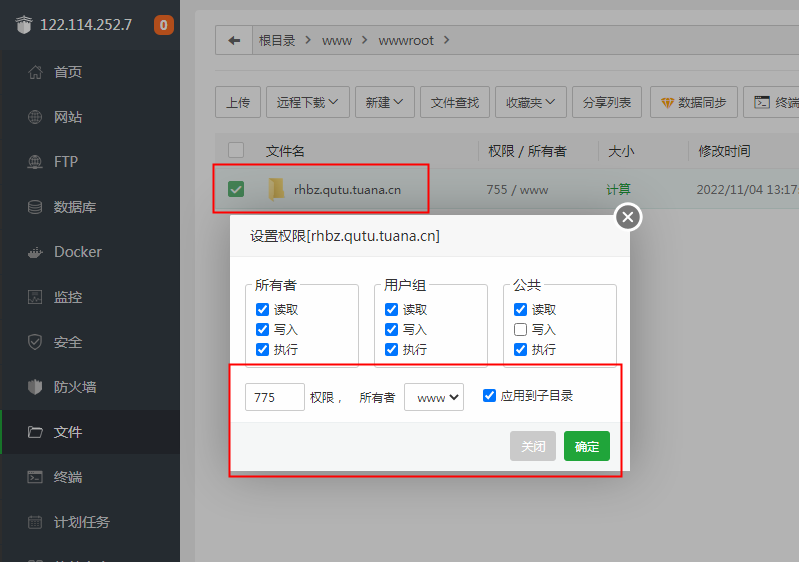 122.114.252.7 0
首页
网站
FTP
数据库
Docker
监控
安全
防火墙
文件
终端
计划任务
根目录 > www > wwwroot >
上传 远程下载 新建 文件查找 收藏夹 分享列表 数据同步 终端
文件名 权限 / 所有者 大小 修改时间
rhbz.qutu.tuana.cn 755 / www 计算 2022/11/04 13:17:
设置权限[rhbz.qutu.tuana.cn]
所有者 用户组 公共
读取 读取 读取
写入 写入 写入
执行 执行 执行
775 权限， 所有者 www 应用到子目录
关闭 确定